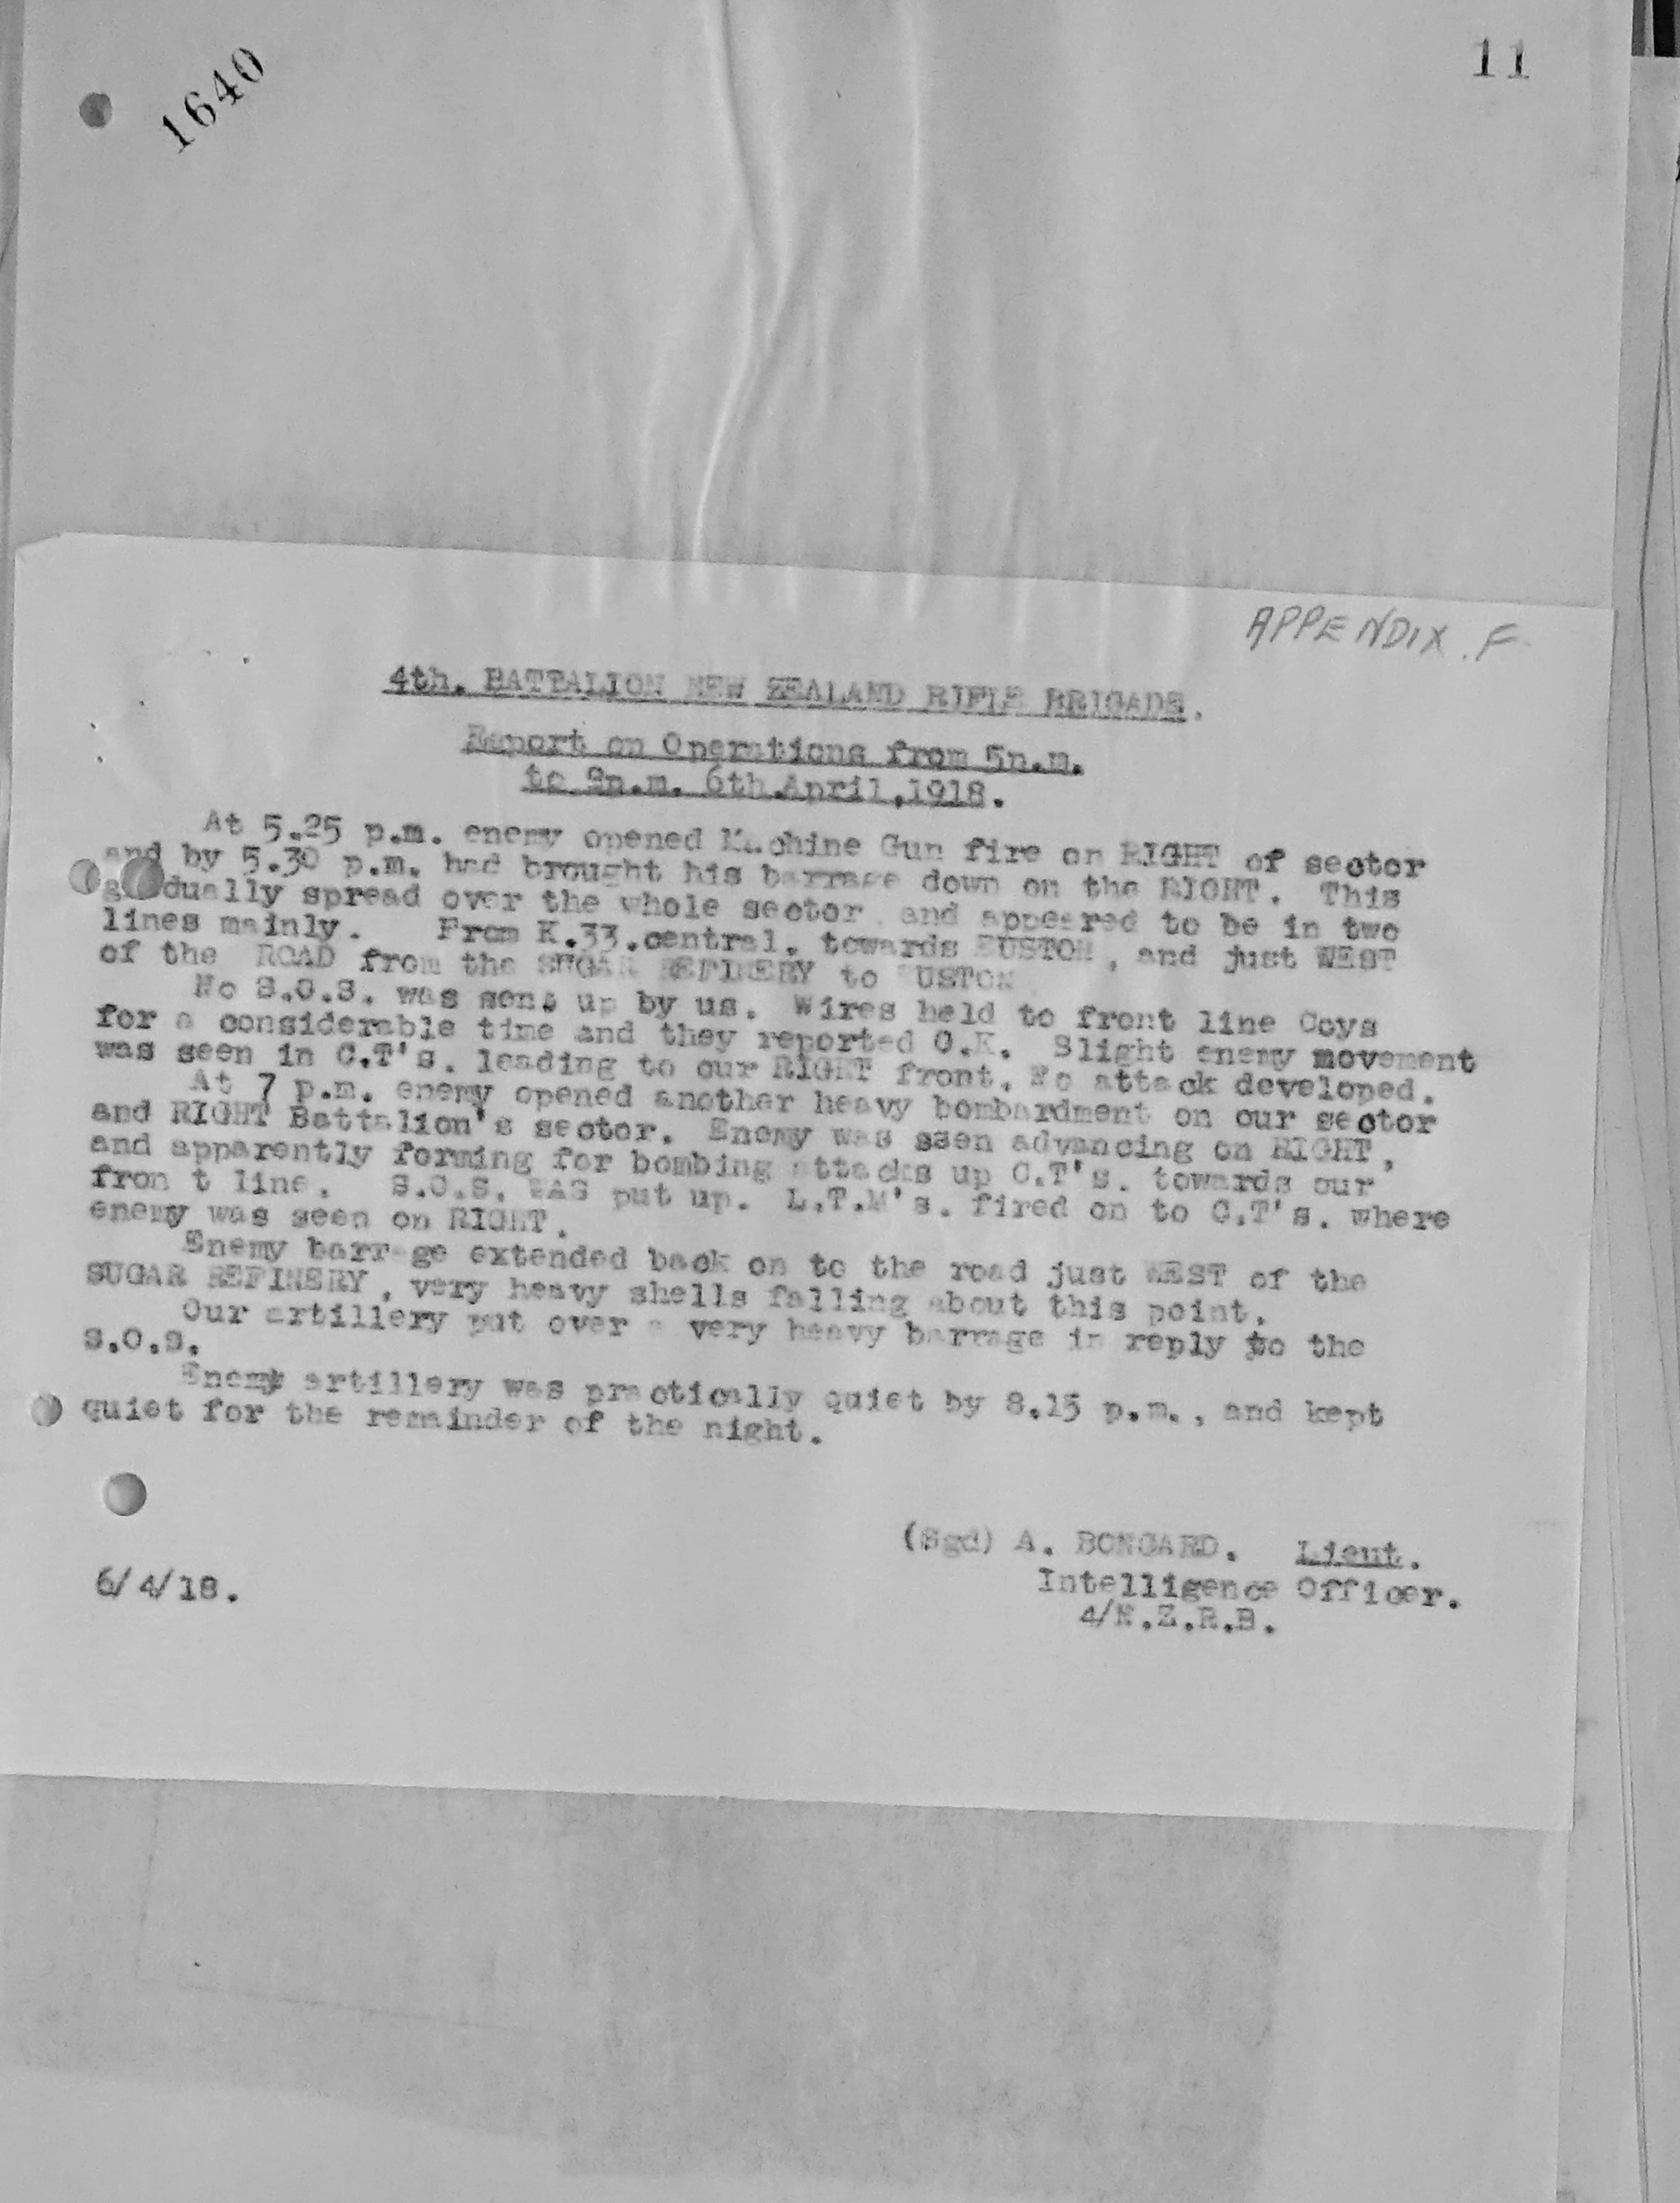 1640
11
APPENDIX. F
4th. BATTALION NEW ZEALAND RIFLE BRIGADE.
Report on Operations from 5p.m.
to 9p.m. 6th.April,1918.
At 5.25 p.m. enemy opened Machine Gun fire on RIGHT of sector
and by 5.30 p.m. had brought his barrage down on the RIGHT. This
gradually spread over the whole sector and appeared to be in two
lines mainly. From K.33.central, towards EUSTON, and just WEST
of the ROAD from the SUGAR REFINERY to EUSTON
No S.O.S. was sent up by us. Wires held to front line Coys
for a considerable time and they reported O.K. Slight enemy movement
was seen in C.T's. leading to our RIGHT front. No attack developed.
At 7 p.m. enemy opened another heavy bombardment on our sector
and RIGHT Battalion's sector. Enemy was seen advancing on RIGHT,
and apparently forming for bombing attacks up C.T's. towards our
fron t line. S.O.S. WAS put up. L.T.M's. fired on to C.T's. where
enemy was seen on RIGHT.
Enemy barrage extended back on to the road just WEST of the
SUGAR REFINERY, very heavy shells falling about this point.
Our artillery put over a very heavy barrage in reply to the
S.O.S.
Enemy artillery was practically quiet by 8.15 p.m., and kept
quiet for the remainder of the night.
(Sgd) A. BONGARD. Lieut.
6/4/18.
Intelligence Officer.
4/N.Z.R.B.